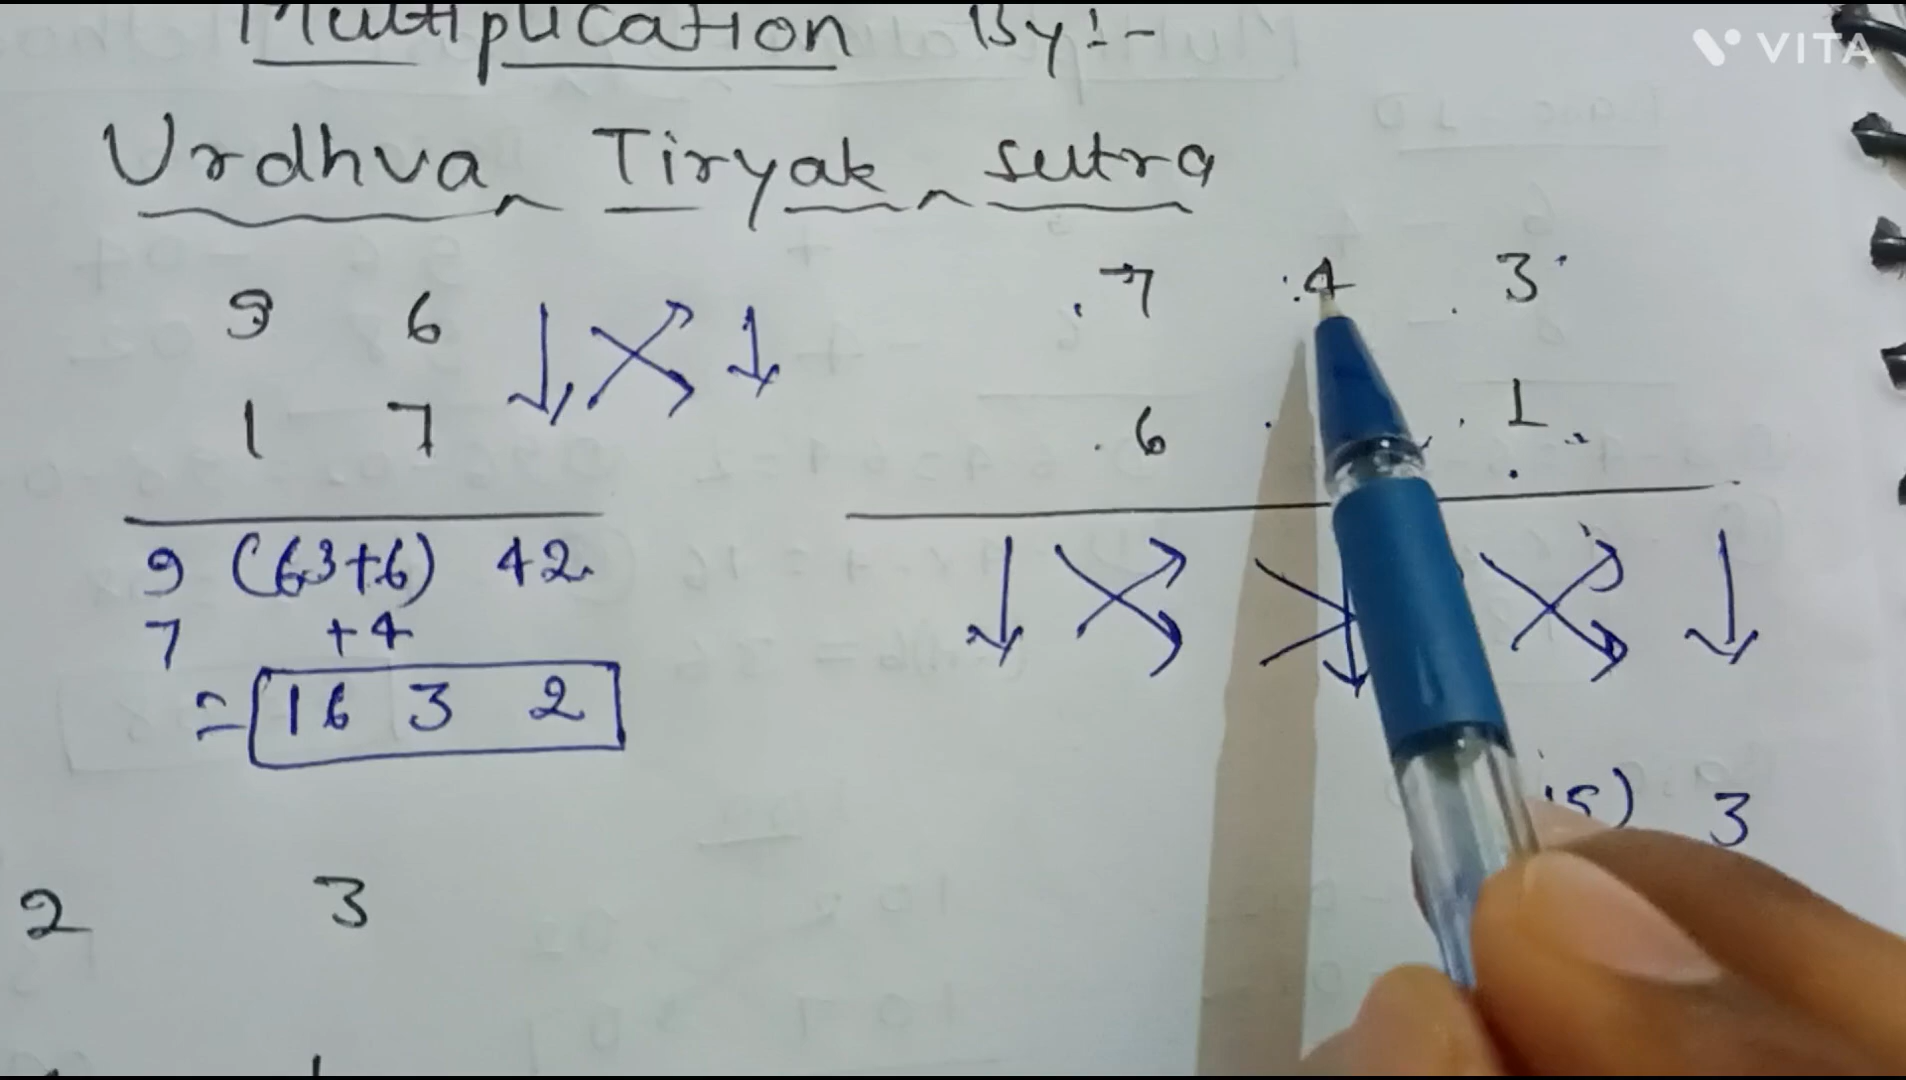 Multiplication By:-
Urdhva Tiryak sutra
9 6
1 7
9 (63+6) 42
7 +4
= 16 3 2
7 4 3
6 1
3
2 3
VITA